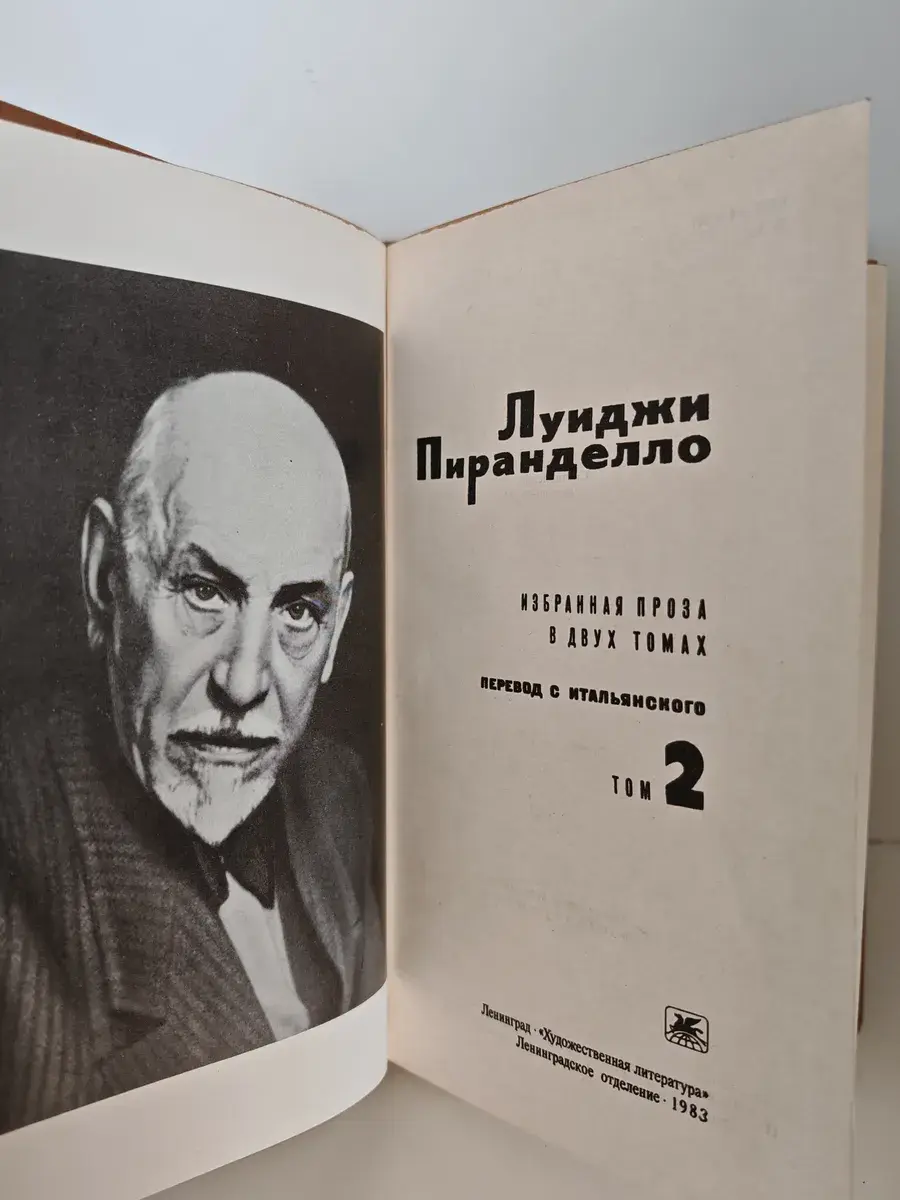 Луиджи
Пиранделло
ИЗБРАННАЯ ПРОЗА
В ДВУХ ТОМАХ
ПЕРЕВОД С ИТАЛЬЯНСКОГО
ТОМ 2
Ленинград · «Художественная литература»
Ленинградское отделение · 1983